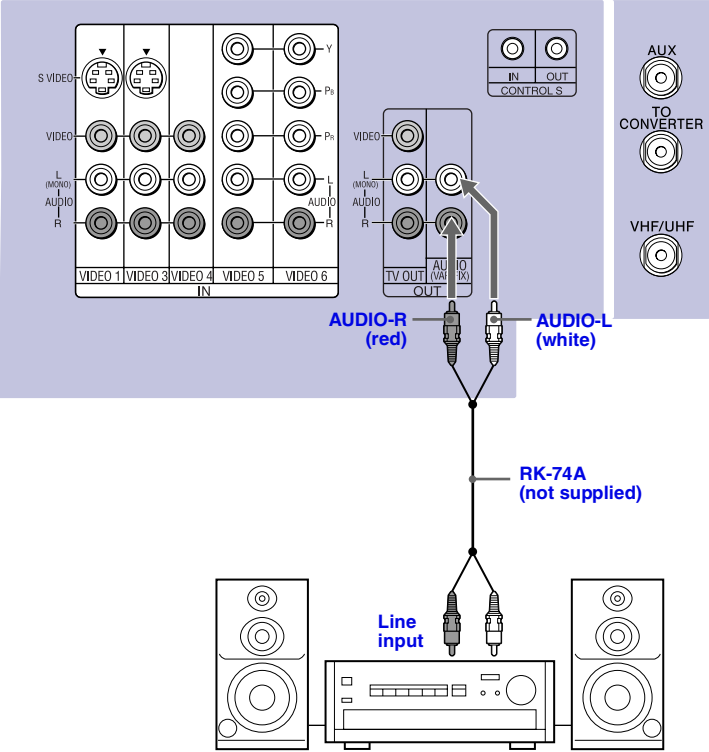 AUX
TO
CONVERTER
VHF/UHF
IN OUT
CONTROL S
S VIDEO
VIDEO
L
(MONO)
AUDIO
R
Y
PB
PR
L
AUDIO
R
VIDEO 1 VIDEO 3 VIDEO 4 VIDEO 5 VIDEO 6
IN
VIDEO
L
(MONO)
AUDIO
R
TV OUT
AUDIO
OUT
AUDIO-R
(red)
AUDIO-L
(white)
RK-74A
(not supplied)
Line
input